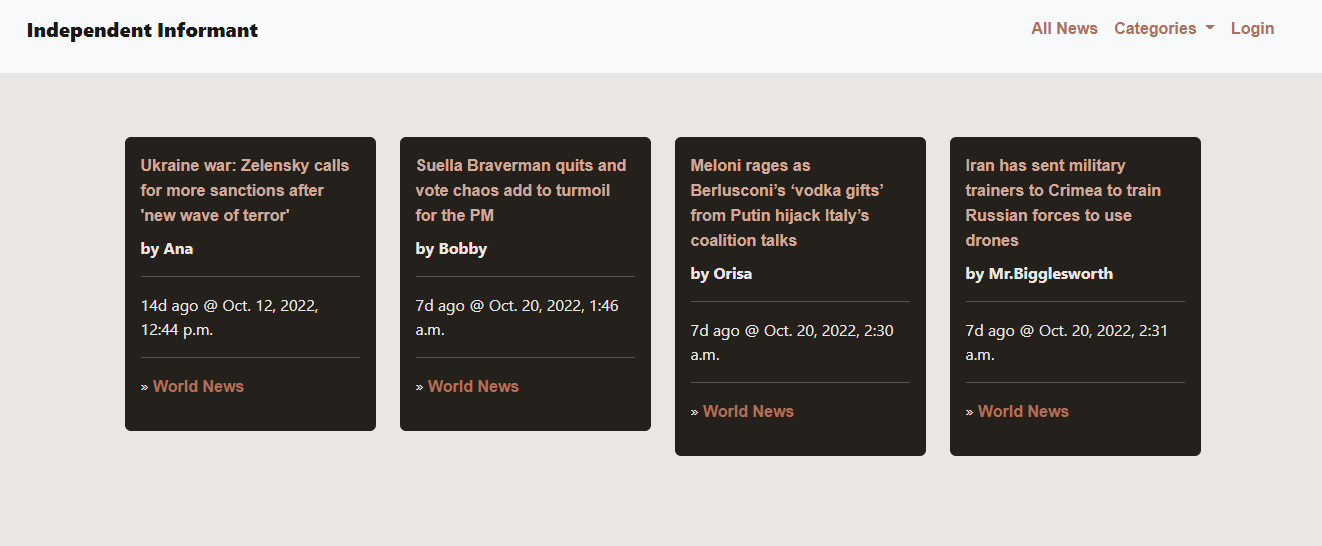 Independent Informant
All News Categories Login
Ukraine war: Zelensky calls
for more sanctions after
'new wave of terror'
by Ana
14d ago @ Oct. 12, 2022,
12:44 p.m.
» World News
Suella Braverman quits and
vote chaos add to turmoil
for the PM
by Bobby
7d ago @ Oct. 20, 2022, 1:46
a.m.
» World News
Meloni rages as
Berlusconi’s ‘vodka gifts’
from Putin hijack Italy’s
coalition talks
by Orisa
7d ago @ Oct. 20, 2022, 2:30
a.m.
» World News
Iran has sent military
trainers to Crimea to train
Russian forces to use
drones
by Mr.Bigglesworth
7d ago @ Oct. 20, 2022, 2:31
a.m.
» World News